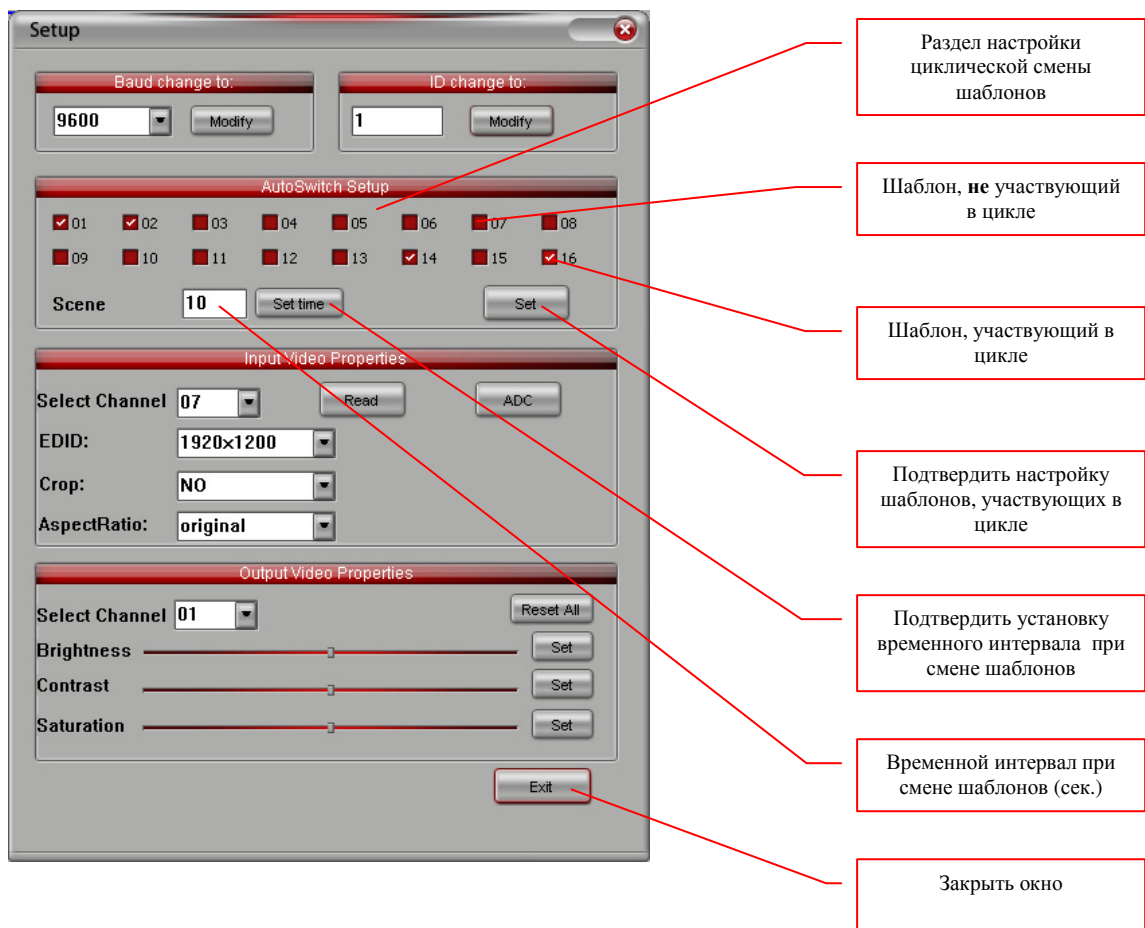 Setup
Baud change to:
ID change to:
9600
Modify
1
Modify
AutoSwitch Setup
01 02 03 04 05 06 07 08
09 10 11 12 13 14 15 16
Scene
10
Set time
Set
Input Video Properties
Select Channel
07
Read
ADC
EDID:
1920x1200
Crop:
NO
AspectRatio:
original
Output Video Properties
Select Channel
01
Reset All
Brightness
Set
Contrast
Set
Saturation
Set
Exit
Раздел настройки
циклической смены
шаблонов
Шаблон, не участвующий
в цикле
Шаблон, участвующий в
цикле
Подтвердить настройку
шаблонов, участвующих в
цикле
Подтвердить установку
временного интервала при
смене шаблонов
Временной интервал при
смене шаблонов (сек.)
Закрыть окно